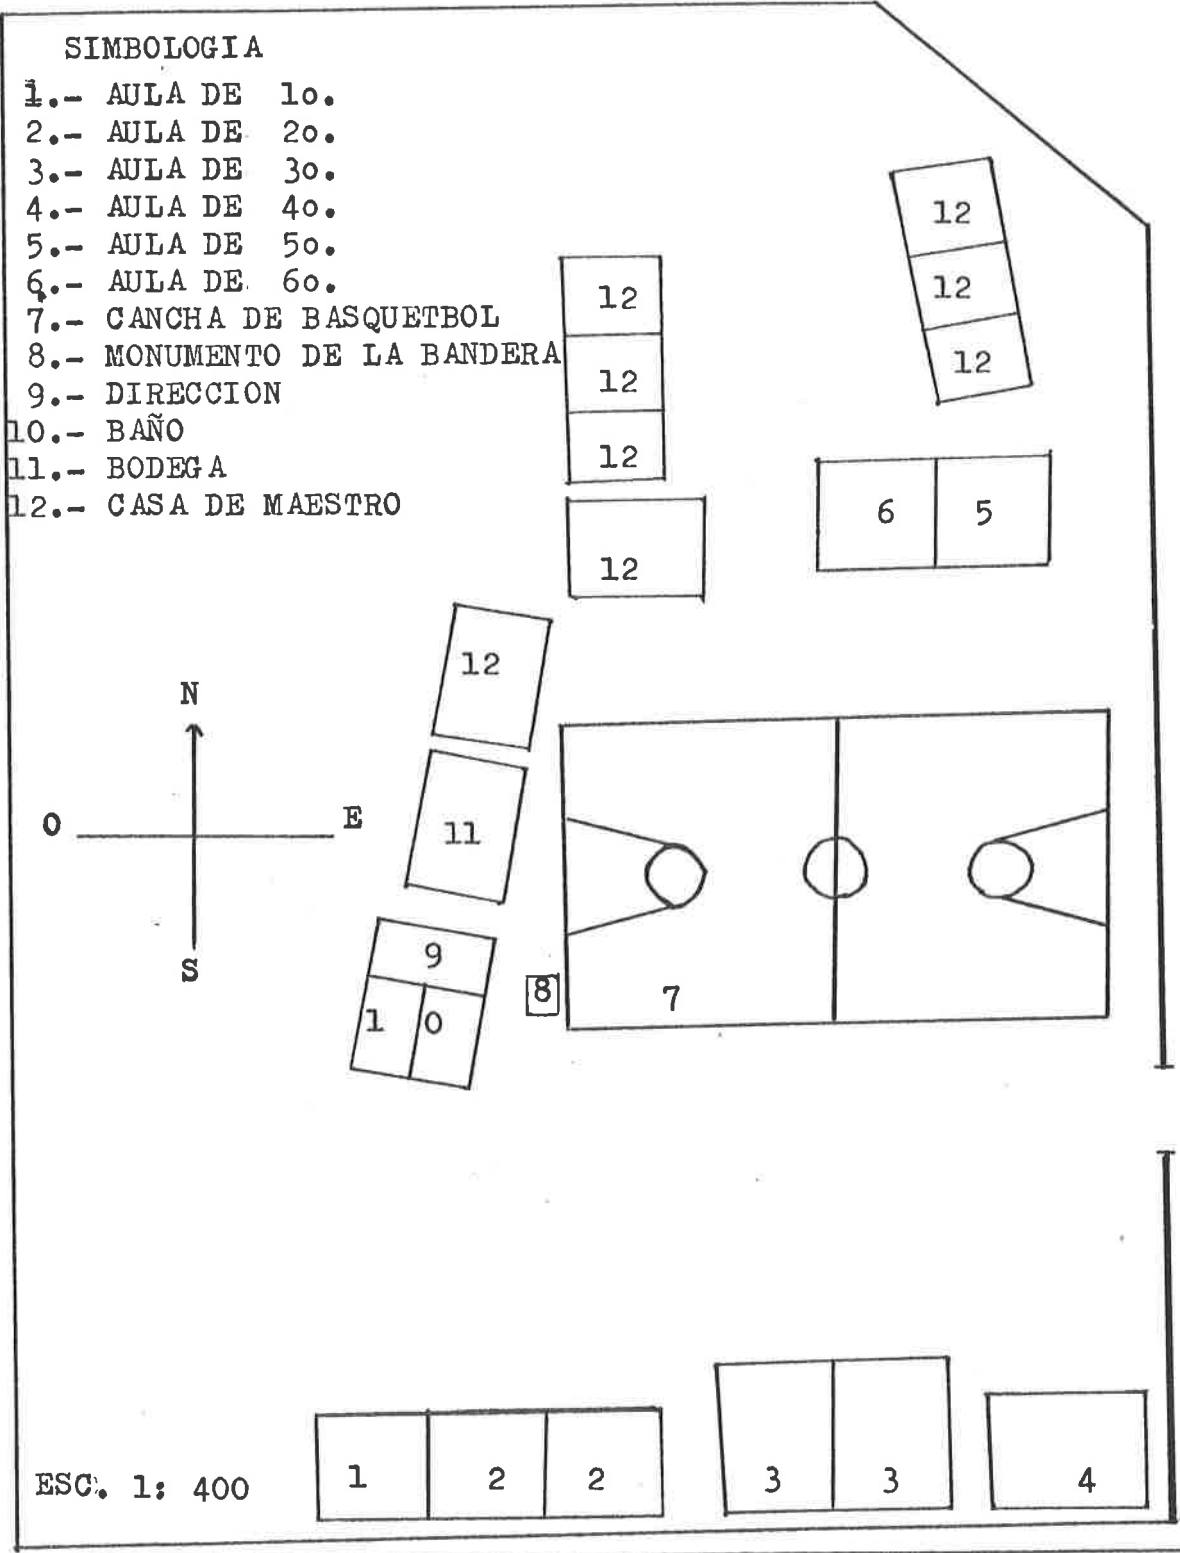 SIMBOLOGIA
1.- AULA DE 1o.
2.- AULA DE 2o.
3.- AULA DE 3o.
4.- AULA DE 4o.
5.- AULA DE 5o.
6.- AULA DE 6o.
7.- CANCHA DE BASQUETBOL
8.- MONUMENTO DE LA BANDERA
9.- DIRECCION
10.- BAÑO
11.- BODEGA
12.- CASA DE MAESTRO
12
12
12
12
12
12
12
6 5
12
N
O E
S
11
9
1 0
8
7
1 2 2
3 3
4
ESC. 1: 400